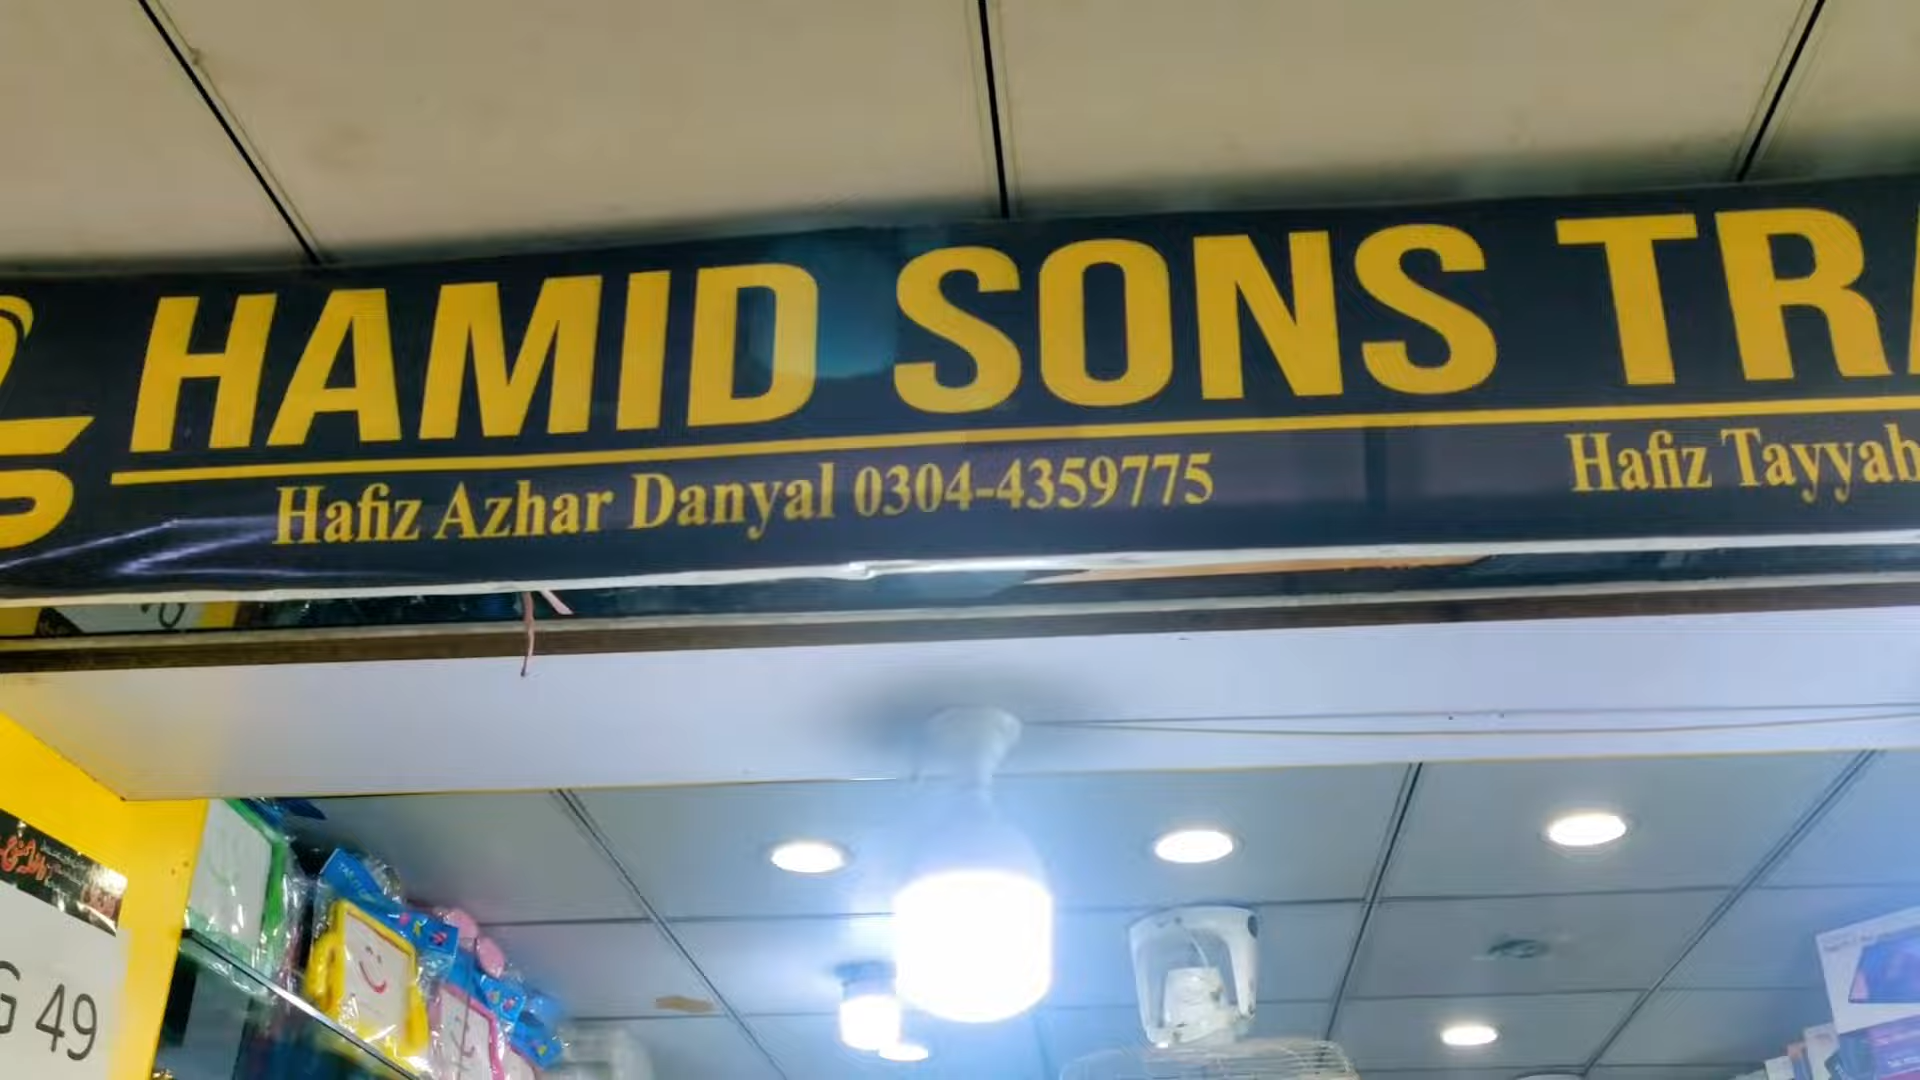 HAMID SONS TRA
Hafiz Azhar Danyal 0304-4359775
Hafiz Tayyab
G 49